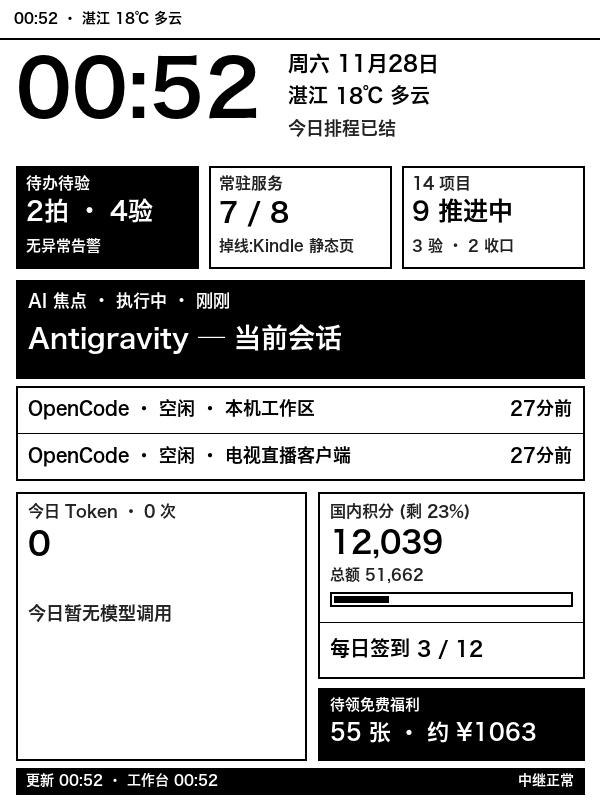 00:52 · 湛江 18℃ 多云
00:52
周六 11月28日
湛江 18℃ 多云
今日排程已结
待办待验
2拍 · 4验
无异常告警
常驻服务
7 / 8
掉线:Kindle 静态页
14 项目
9 推进中
3 验 · 2 收口
AI 焦点 · 执行中 · 刚刚
Antigravity — 当前会话
OpenCode · 空闲 · 本机工作区 27分前
OpenCode · 空闲 · 电视直播客户端 27分前
今日 Token · 0 次
0
今日暂无模型调用
国内积分 (剩 23%)
12,039
总额 51,662
每日签到 3 / 12
待领免费福利
55 张 · 约 ¥1063
更新 00:52 · 工作台 00:52 中继正常